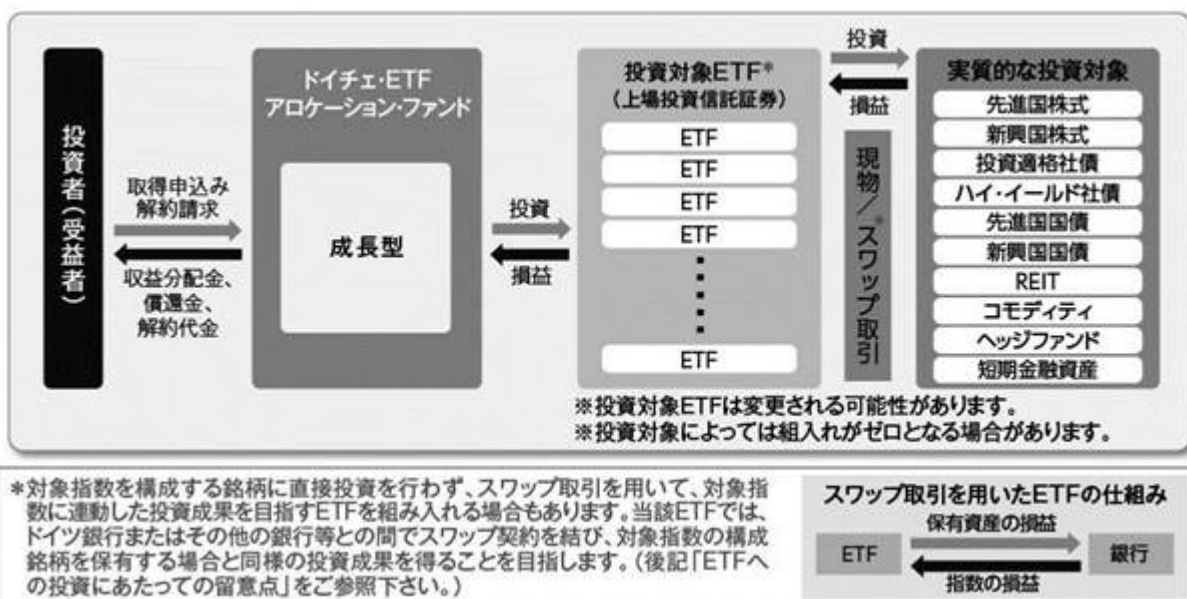 投資者(受益者)
取得申込み
解約請求
収益分配金、
償還金、
解約代金
ドイチェ・ETF
アロケーション・ファンド
成長型
投資
損益
投資対象ETF*
(上場投資信託証券)
ETF
ETF
ETF
ETF
ETF
投資
損益
現物/*スワップ取引
実質的な投資対象
先進国株式
新興国株式
投資適格社債
ハイ・イールド社債
先進国国債
新興国国債
REIT
コモディティ
ヘッジファンド
短期金融資産
※投資対象ETFは変更される可能性があります。
※投資対象によっては組入れがゼロとなる場合があります。
*対象指数を構成する銘柄に直接投資を行わず、スワップ取引を用いて、対象指
数に連動した投資成果を目指すETFを組み入れる場合もあります。当該ETFでは、
ドイツ銀行またはその他の銀行等との間でスワップ契約を結び、対象指数の構成
銘柄を保有する場合と同様の投資成果を得ることを目指します。(後記「ETFへ
の投資にあたっての留意点」をご参照下さい。)
スワップ取引を用いたETFの仕組み
保有資産の損益
ETF
銀行
指数の損益